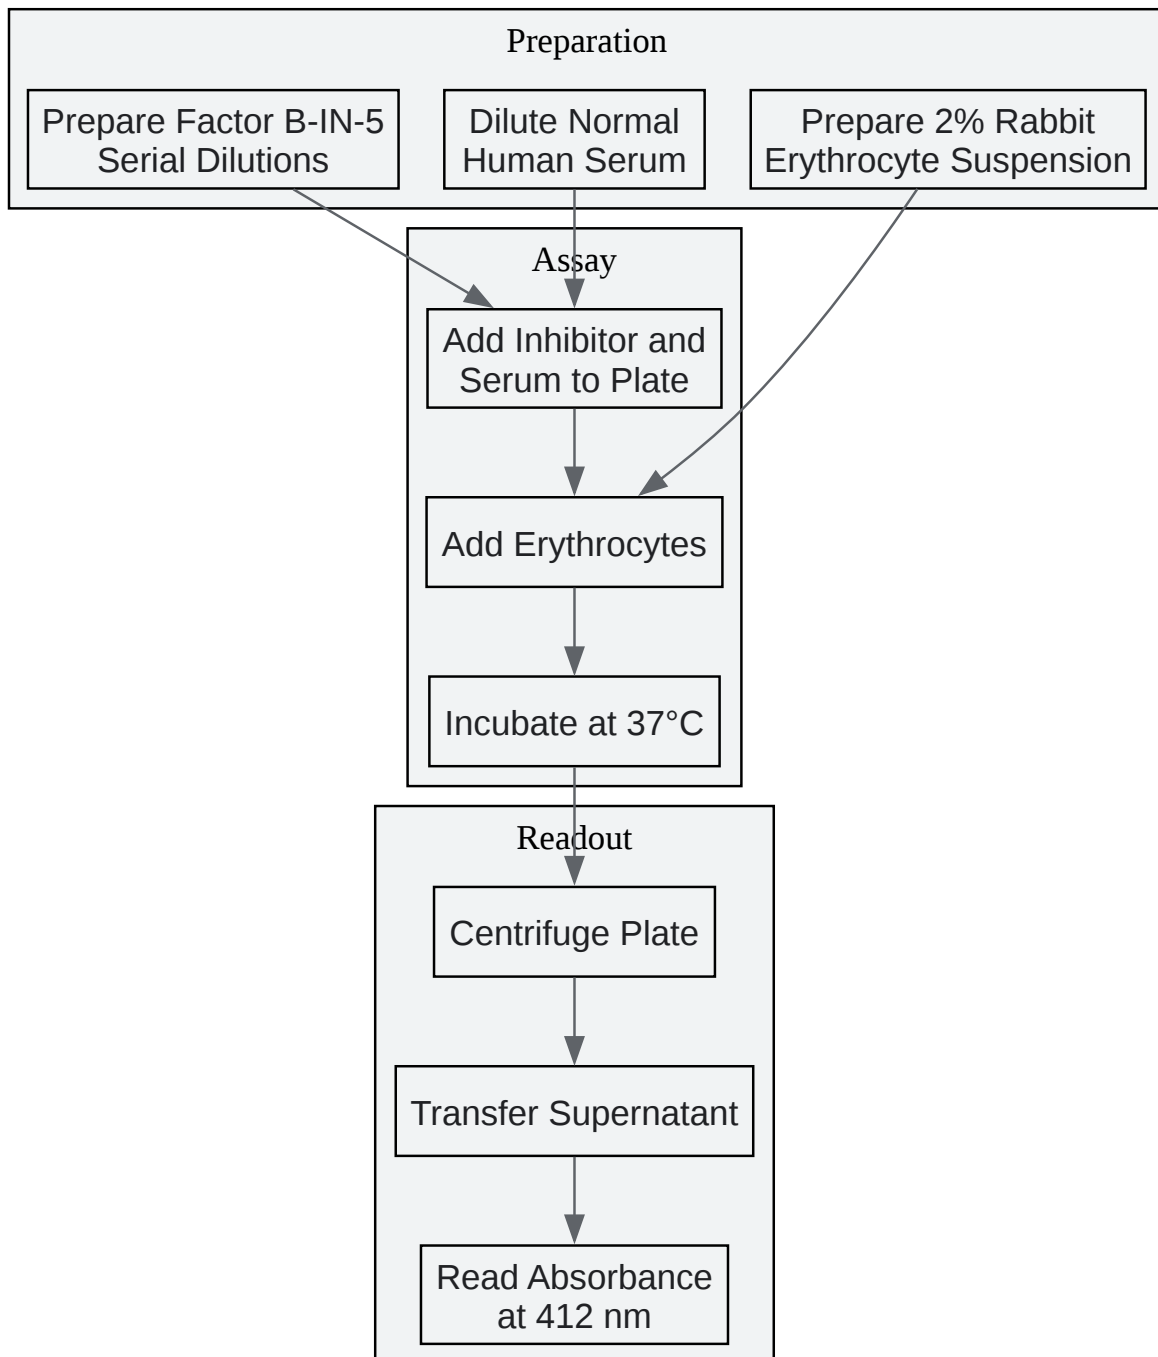 Preparation
Prepare Factor B-IN-5
Serial Dilutions
Dilute Normal
Human Serum
Prepare 2% Rabbit
Erythrocyte Suspension
Assay
Add Inhibitor and
Serum to Plate
Add Erythrocytes
Incubate at 37°C
Readout
Centrifuge Plate
Transfer Supernatant
Read Absorbance
at 412 nm